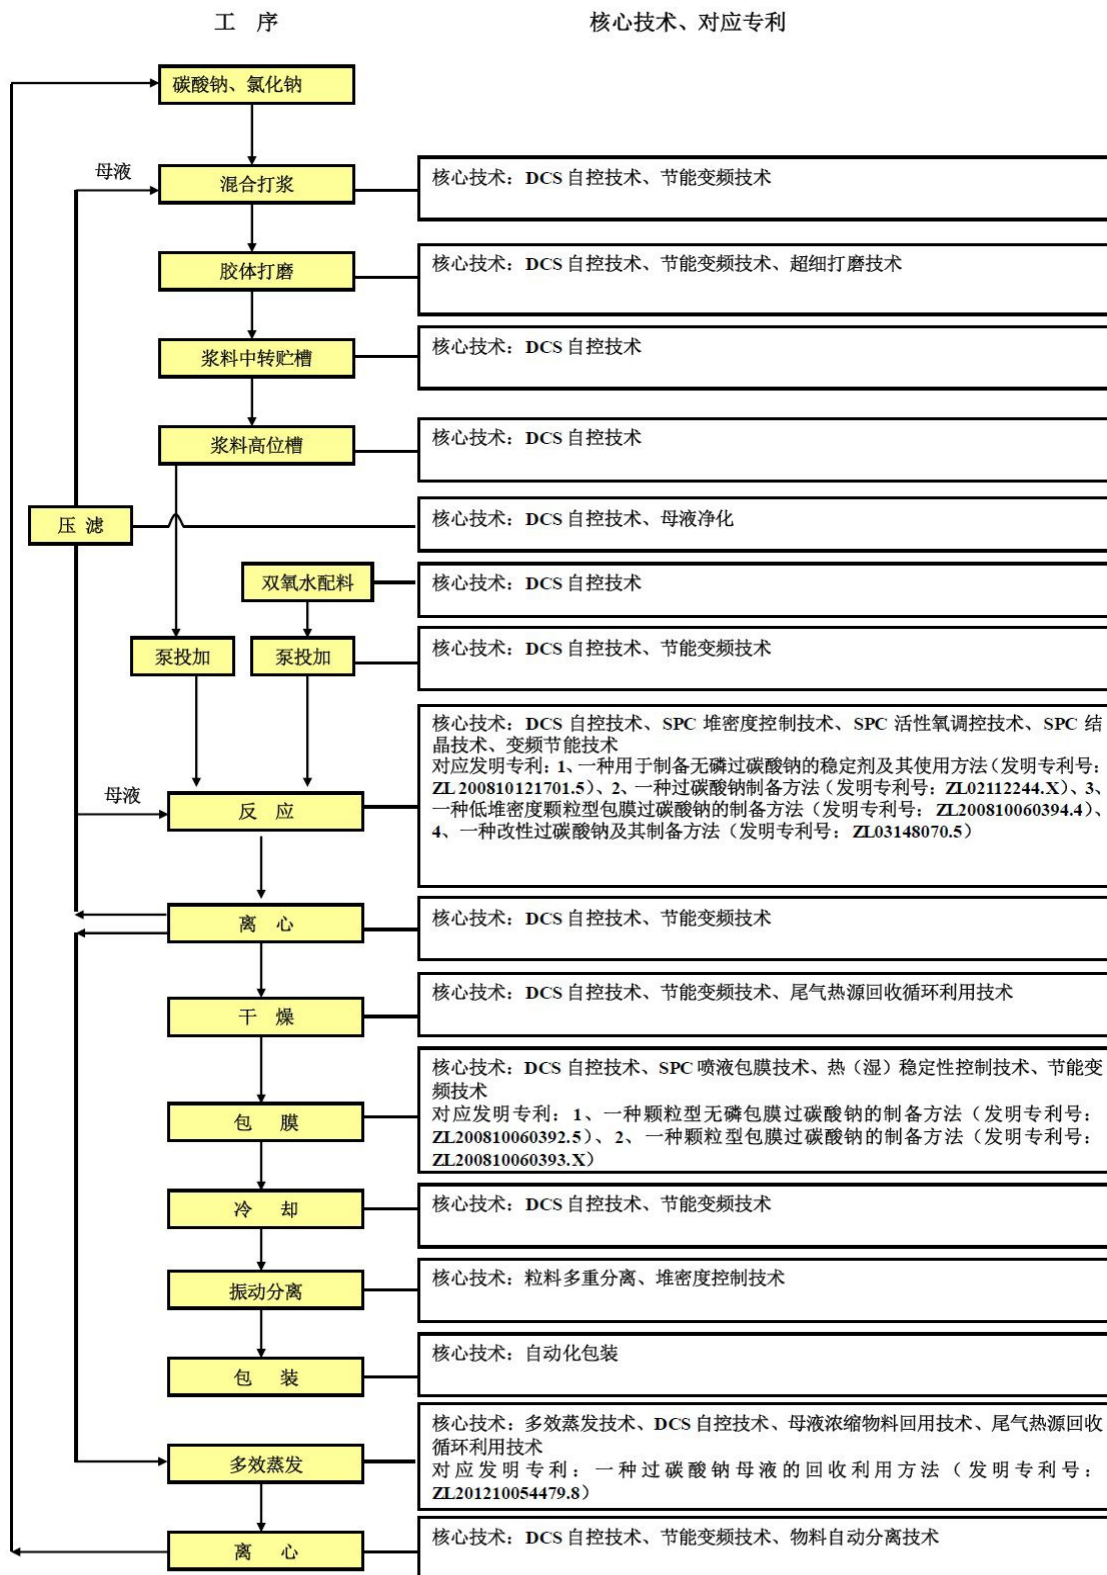 工 序
核心技术、对应专利
碳酸钠、氯化钠
母液
混合打浆
核心技术：DCS 自控技术、节能变频技术
胶体打磨
核心技术：DCS 自控技术、节能变频技术、超细打磨技术
浆料中转贮槽
核心技术：DCS 自控技术
浆料高位槽
核心技术：DCS 自控技术
压 滤
核心技术：DCS 自控技术、母液净化
双氧水配料
核心技术：DCS 自控技术
泵投加
泵投加
核心技术：DCS 自控技术、节能变频技术
母液
反 应
核心技术：DCS 自控技术、SPC 堆密度控制技术、SPC 活性氧调控技术、SPC 结
晶技术、变频节能技术
对应发明专利：1、一种用于制备无磷过碳酸钠的稳定剂及其使用方法（发明专利号：
ZL 200810121701.5）、2、一种过碳酸钠制备方法（发明专利号：ZL02112244.X）、3、
一种低堆密度颗粒型包膜过碳酸钠的制备方法（发明专利号：ZL200810060394.4）、
4、一种改性过碳酸钠及其制备方法（发明专利号：ZL03148070.5）
离 心
核心技术：DCS 自控技术、节能变频技术
干 燥
核心技术：DCS 自控技术、节能变频技术、尾气热源回收循环利用技术
包 膜
核心技术：DCS 自控技术、SPC 喷液包膜技术、热（湿）稳定性控制技术、节能变
频技术
对应发明专利：1、一种颗粒型无磷包膜过碳酸钠的制备方法（发明专利号：
ZL200810060392.5）、2、一种颗粒型包膜过碳酸钠的制备方法（发明专利号：
ZL200810060393.X）
冷 却
核心技术：DCS 自控技术、节能变频技术
振动分离
核心技术：粒料多重分离、堆密度控制技术
包 装
核心技术：自动化包装
多效蒸发
核心技术：多效蒸发技术、DCS 自控技术、母液浓缩物料回用技术、尾气热源回收
循环利用技术
对应发明专利：一种过碳酸钠母液的回收利用方法（发明专利号：
ZL201210054479.8）
离 心
核心技术：DCS 自控技术、节能变频技术、物料自动分离技术